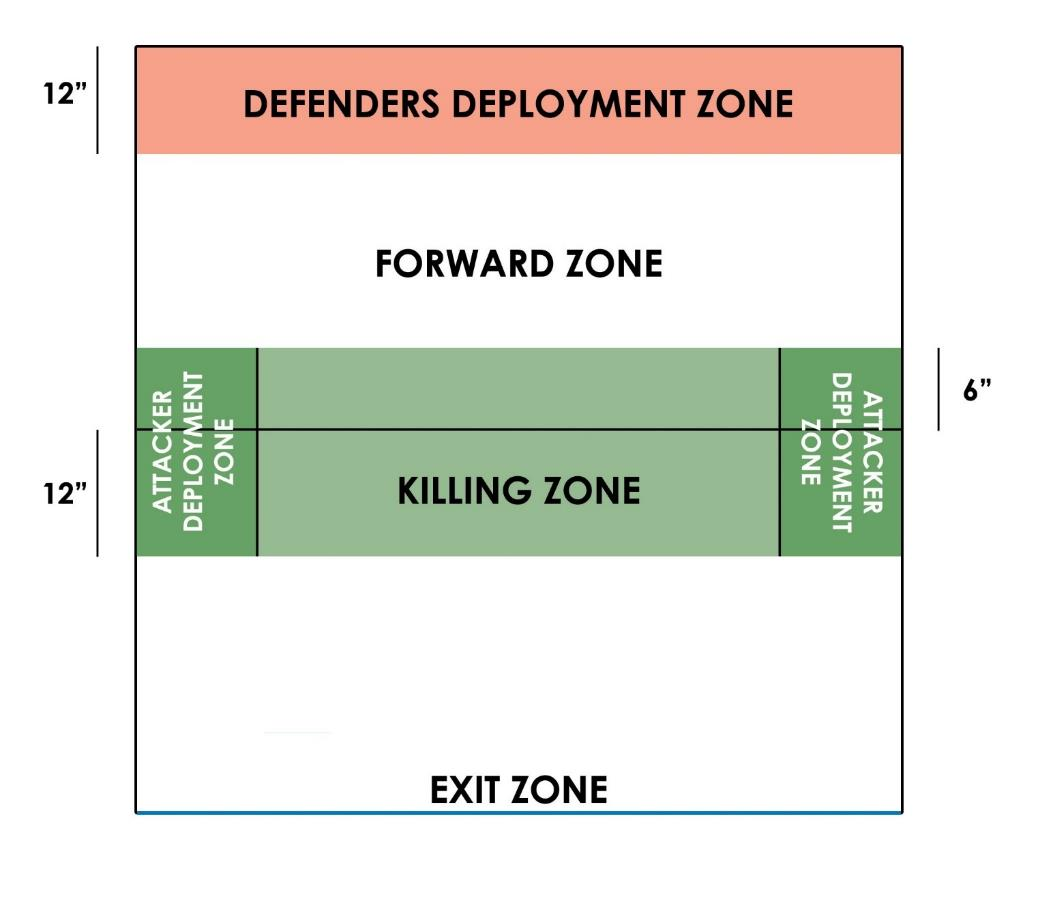 12”
DEFENDERS DEPLOYMENT ZONE
FORWARD ZONE
ATTACKER
DEPLOYMENT
ZONE
ATTACKER
DEPLOYMENT
ZONE
6”
12”
KILLING ZONE
EXIT ZONE